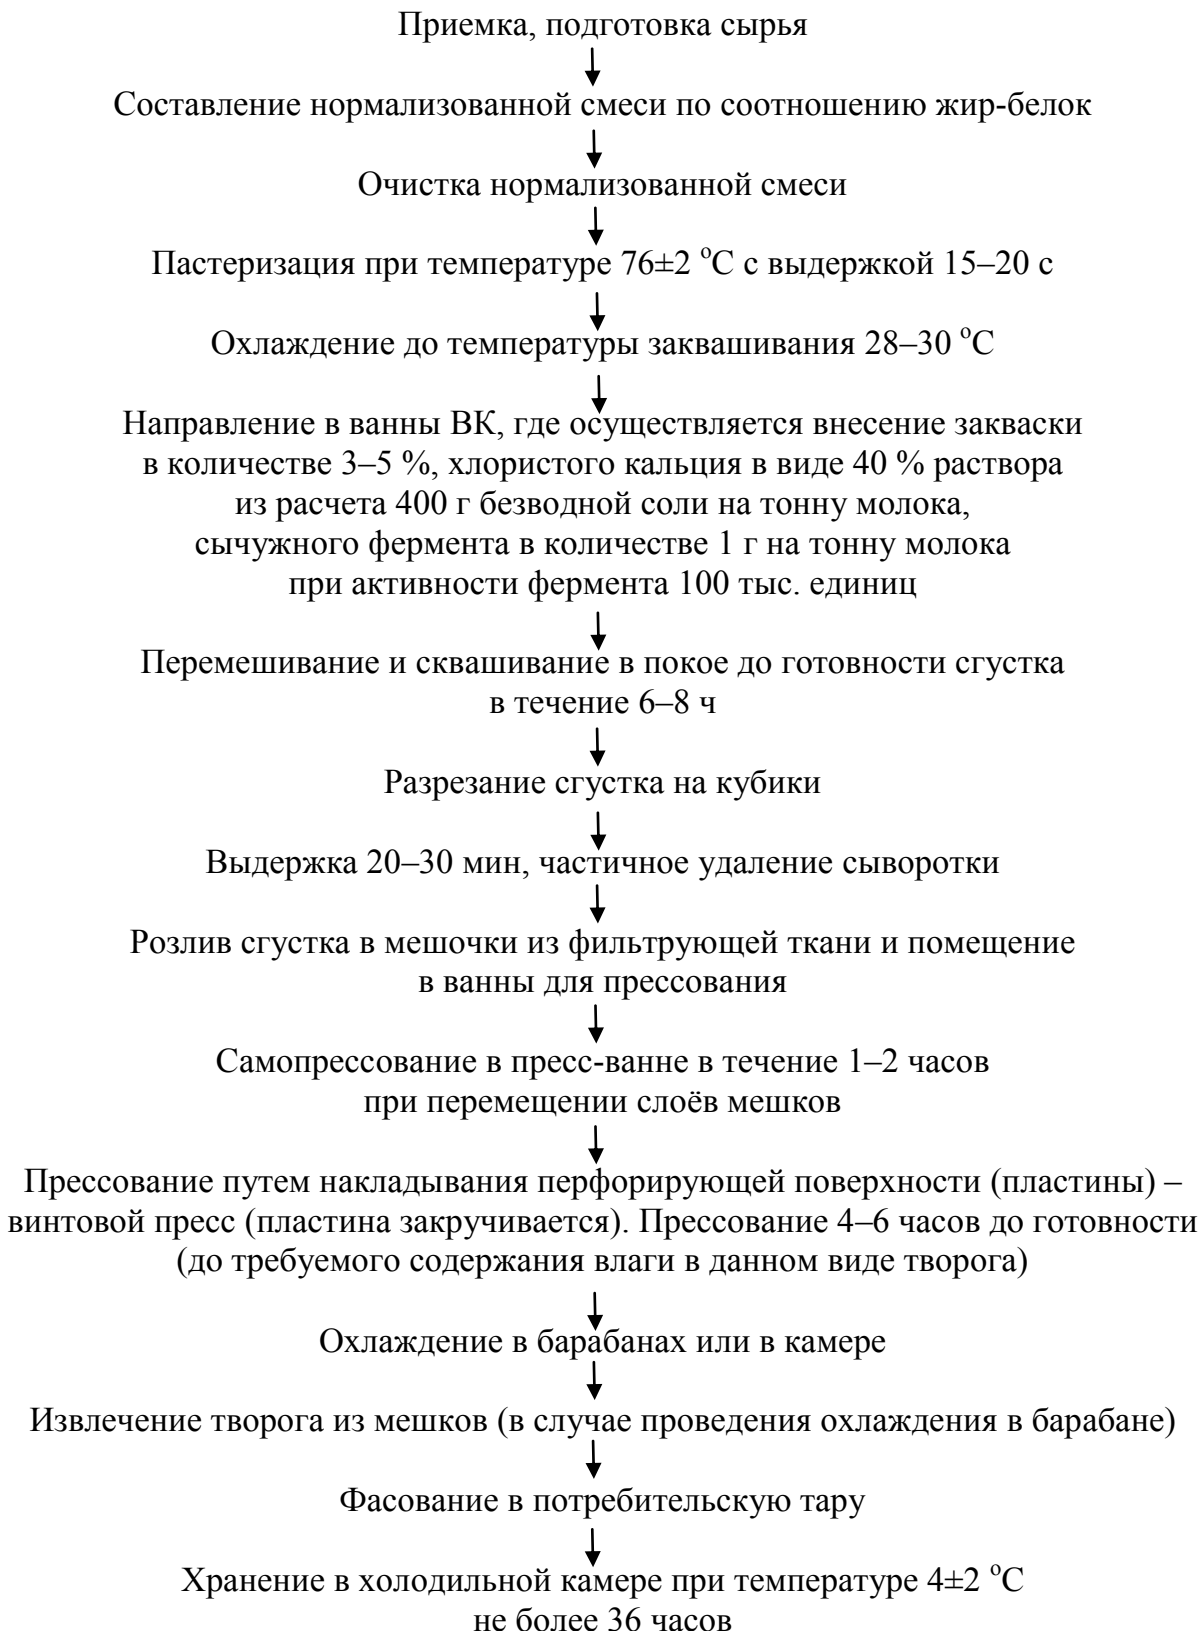 Приемка, подготовка сырья
Составление нормализованной смеси по соотношению жир-белок
Очистка нормализованной смеси
Пастеризация при температуре 76±2 °С с выдержкой 15–20 с
Охлаждение до температуры заквашивания 28–30 °С
Направление в ванны ВК, где осуществляется внесение закваски
в количестве 3–5 %, хлористого кальция в виде 40 % раствора
из расчета 400 г безводной соли на тонну молока,
сычужного фермента в количестве 1 г на тонну молока
при активности фермента 100 тыс. единиц
Перемешивание и сквашивание в покое до готовности сгустка
в течение 6–8 ч
Разрезание сгустка на кубики
Выдержка 20–30 мин, частичное удаление сыворотки
Розлив сгустка в мешочки из фильтрующей ткани и помещение
в ванны для прессования
Самопрессование в пресс-ванне в течение 1–2 часов
при перемещении слоёв мешков
Прессование путем накладывания перфорирующей поверхности (пластины) –
винтовой пресс (пластина закручивается). Прессование 4–6 часов до готовности
(до требуемого содержания влаги в данном виде творога)
Охлаждение в барабанах или в камере
Извлечение творога из мешков (в случае проведения охлаждения в барабане)
Фасование в потребительскую тару
Хранение в холодильной камере при температуре 4±2 °С
не более 36 часов